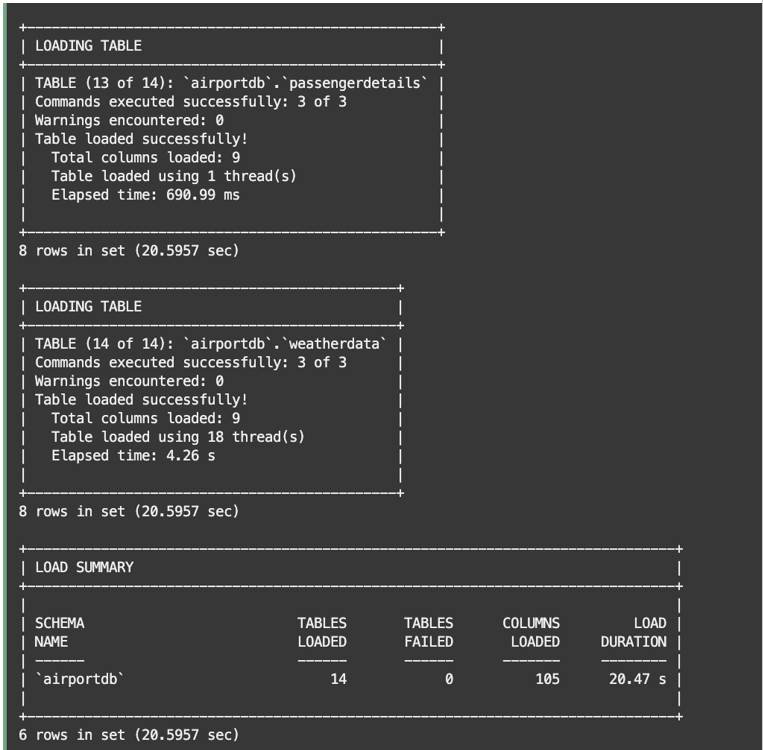 +--------------------------------------------------+
| LOADING TABLE                                    |
+--------------------------------------------------+
| TABLE (13 of 14): `airportdb`.`passengerdetails` |
| Commands executed successfully: 3 of 3           |
| Warnings encountered: 0                          |
| Table loaded successfully!                       |
|   Total columns loaded: 9                        |
|   Table loaded using 1 thread(s)                 |
|   Elapsed time: 690.99 ms                        |
|                                                  |
+--------------------------------------------------+
8 rows in set (20.5957 sec)

+---------------------------------------------+
| LOADING TABLE                               |
+---------------------------------------------+
| TABLE (14 of 14): `airportdb`.`weatherdata` |
| Commands executed successfully: 3 of 3      |
| Warnings encountered: 0                     |
| Table loaded successfully!                  |
|   Total columns loaded: 9                   |
|   Table loaded using 18 thread(s)           |
|   Elapsed time: 4.26 s                      |
|                                             |
+---------------------------------------------+
8 rows in set (20.5957 sec)

+-------------------------------------------------------------------------------+
| LOAD SUMMARY                                                                  |
+-------------------------------------------------------------------------------+
|                                                                               |
| SCHEMA                          TABLES       TABLES      COLUMNS         LOAD |
| NAME                            LOADED       FAILED       LOADED     DURATION |
| ------                          ------       ------      -------     -------- |
| `airportdb`                         14            0          105      20.47 s |
|                                                                               |
+-------------------------------------------------------------------------------+
6 rows in set (20.5957 sec)